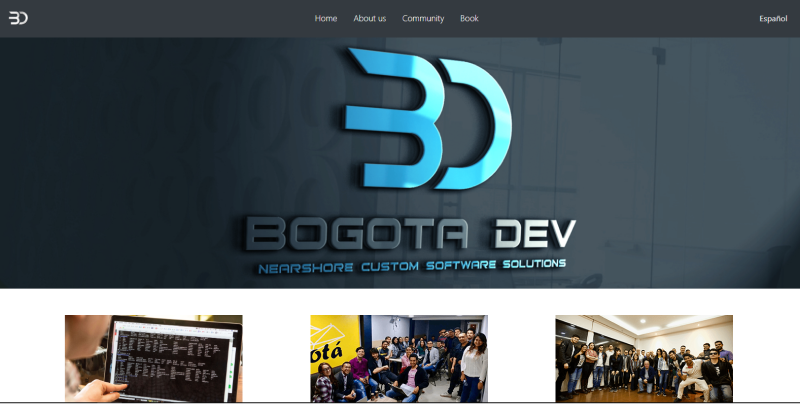 BD
Home About us Community Book
Español
BD
BOGOTA DEV
NEARSHORE CUSTOM SOFTWARE SOLUTIONS
otá